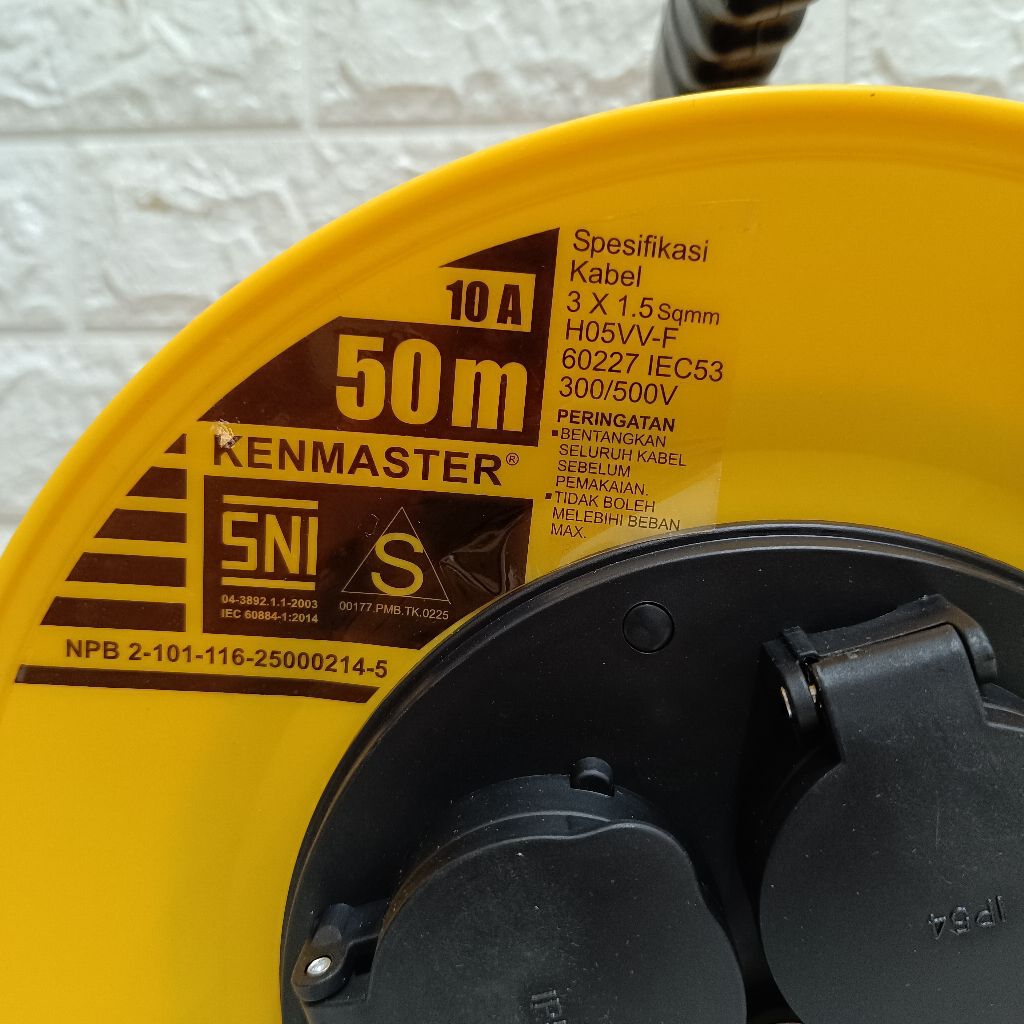 10 A
50 m
KENMASTER®
SNI
04-3892.1.1-2003
IEC 60884-1:2014
S
00177.PMB.TK.0225
NPB 2-101-116-25000214-5
Spesifikasi
Kabel
3 X 1.5 Sqmm
H05VV-F
60227 IEC53
300/500V
PERINGATAN
▪BENTANGKAN
SELURUH KABEL
SEBELUM
PEMAKAIAN.
▪TIDAK BOLEH
MELEBIHI BEBAN
MAX.
IP54